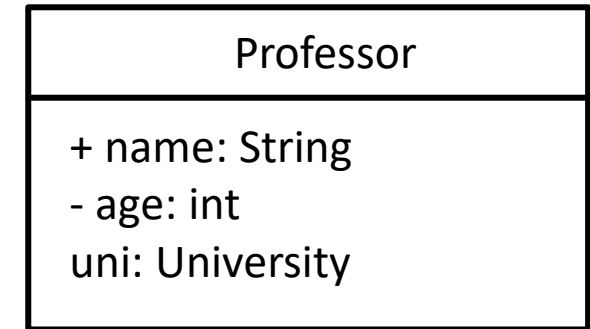 Professor
+ name: String
- age: int
uni: University